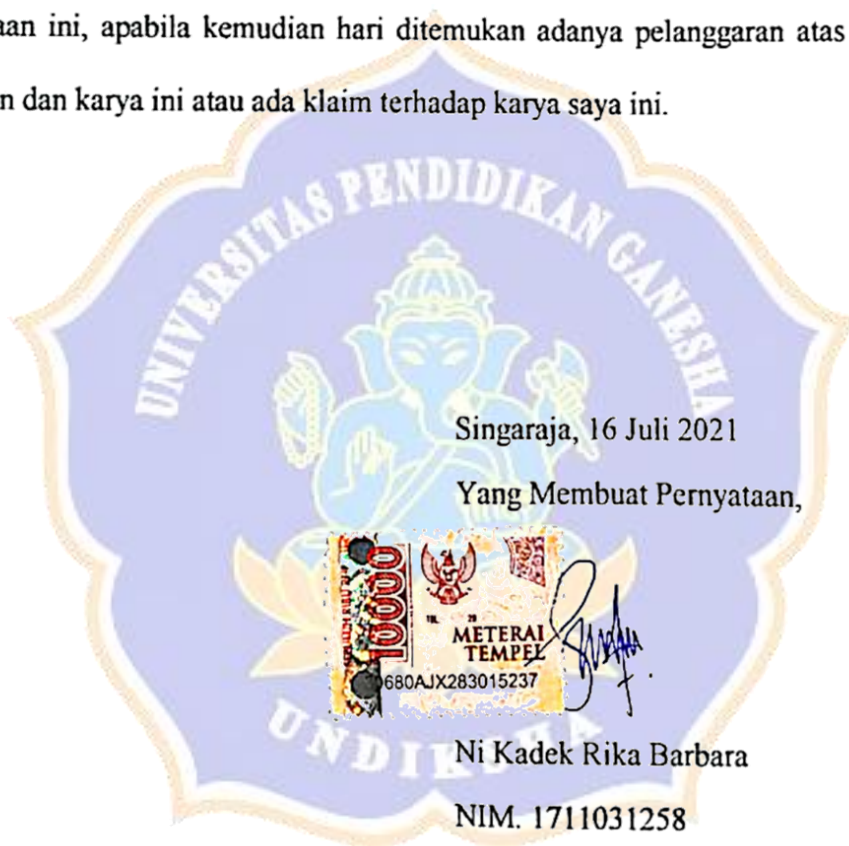 aan ini, apabila kemudian hari ditemukan adanya pelanggaran atas
n dan karya ini atau ada klaim terhadap karya saya ini.
UNIVERSITAS PENDIDIKAN GANESHA
Singaraja, 16 Juli 2021
Yang Membuat Pernyataan,
10000
METERAI
TEMPEL
680AJX283015237
UNDIKSHA
Ni Kadek Rika Barbara
NIM. 1711031258